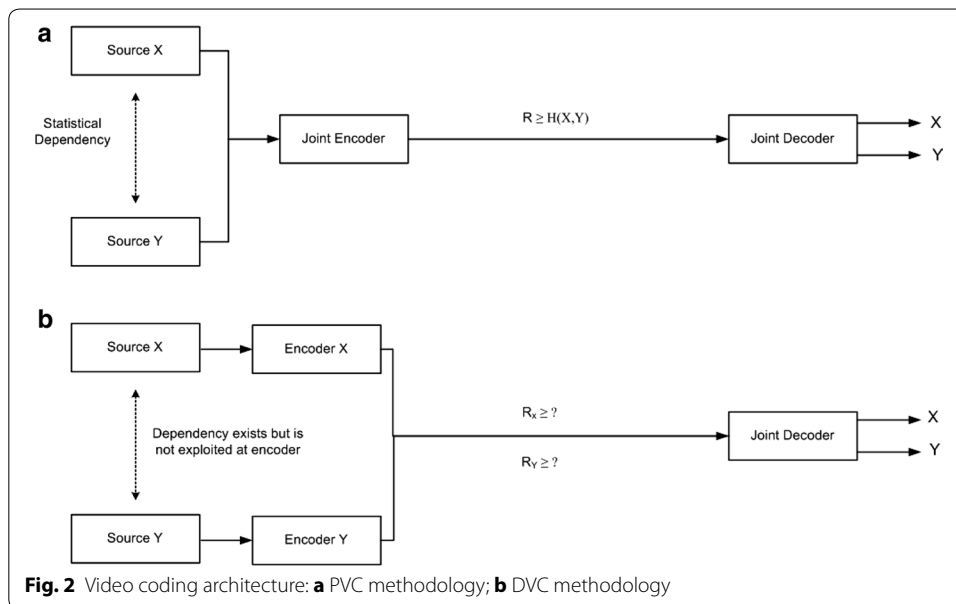 a
Source X
Statistical
Dependency
Source Y
Joint Encoder
R ≥ H(X,Y)
Joint Decoder
X
Y
b
Source X
Encoder X
Dependency exists but is
not exploited at encoder
Source Y
Encoder Y
Rₓ ≥ ?
R_Y ≥ ?
Joint Decoder
X
Y
Fig. 2 Video coding architecture: a PVC methodology; b DVC methodology